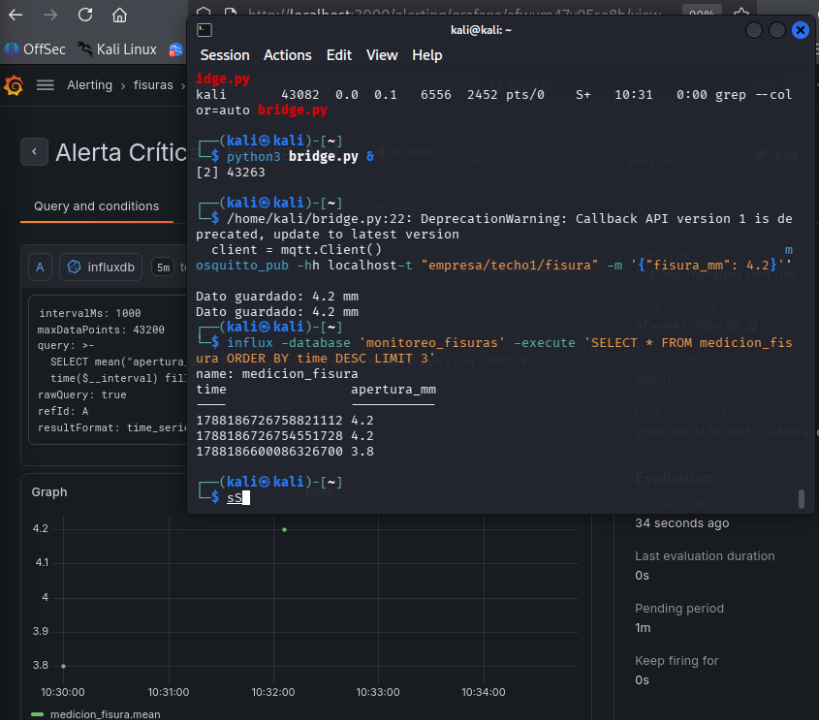 kali@kali: ~
Session Actions Edit View Help
OffSec Kali Linux
Alerting › fisuras ›
Alerta Crític
Query and conditions
A influxdb 5m to
intervalMs: 1000
maxDataPoints: 43200
query: >-
SELECT mean("apertura_
time($__interval) fil
rawQuery: true
refId: A
resultFormat: time_serie
idge.py
kali 43082 0.0 0.1 6556 2452 pts/0 S+ 10:31 0:00 grep --col
or=auto bridge.py
┌──(kali㉿kali)-[~]
└─$ python3 bridge.py &
[2] 43263
┌──(kali㉿kali)-[~]
└─$ /home/kali/bridge.py:22: DeprecationWarning: Callback API version 1 is de
precated, update to latest version
client = mqtt.Client()
m
osquitto_pub -hh localhost-t "empresa/techo1/fisura" -m '{"fisura_mm": 4.2}''
Dato guardado: 4.2 mm
Dato guardado: 4.2 mm
┌──(kali㉿kali)-[~]
└─$ influx -database 'monitoreo_fisuras' -execute 'SELECT * FROM medicion_fis
ura ORDER BY time DESC LIMIT 3'
name: medicion_fisura
time apertura_mm
---- -----------
1788186726758821112 4.2
1788186726754551728 4.2
1788186600086326700 3.8
┌──(kali㉿kali)-[~]
└─$ sS
Graph
4.2
4.1
4
3.9
3.8
10:30:00 10:31:00 10:32:00 10:33:00 10:34:00
medicion_fisura.mean
Edit
admin
Last updated at
Evaluation
34 seconds ago
Last evaluation duration
0s
Pending period
1m
Keep firing for
0s